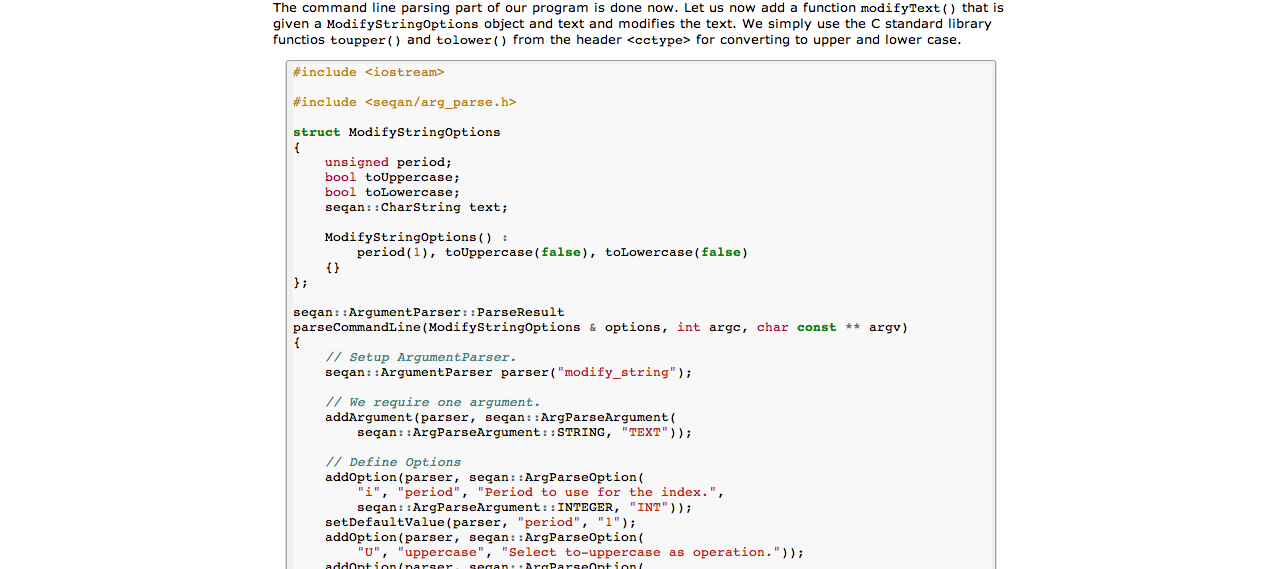 The command line parsing part of our program is done now. Let us now add a function modifyText() that is
given a ModifyStringOptions object and text and modifies the text. We simply use the C standard library
functios toupper() and tolower() from the header <cctype> for converting to upper and lower case.
#include <iostream>
#include <seqan/arg_parse.h>
struct ModifyStringOptions
{
    unsigned period;
    bool toUppercase;
    bool toLowercase;
    seqan::CharString text;
    ModifyStringOptions() :
        period(1), toUppercase(false), toLowercase(false)
    {}
};
seqan::ArgumentParser::ParseResult
parseCommandLine(ModifyStringOptions & options, int argc, char const ** argv)
{
    // Setup ArgumentParser.
    seqan::ArgumentParser parser("modify_string");
    // We require one argument.
    addArgument(parser, seqan::ArgParseArgument(
        seqan::ArgParseArgument::STRING, "TEXT"));
    // Define Options
    addOption(parser, seqan::ArgParseOption(
        "i", "period", "Period to use for the index.",
        seqan::ArgParseArgument::INTEGER, "INT"));
    setDefaultValue(parser, "period", "1");
    addOption(parser, seqan::ArgParseOption(
        "U", "uppercase", "Select to-uppercase as operation."));
    addOption(parser, seqan::ArgParseOption(